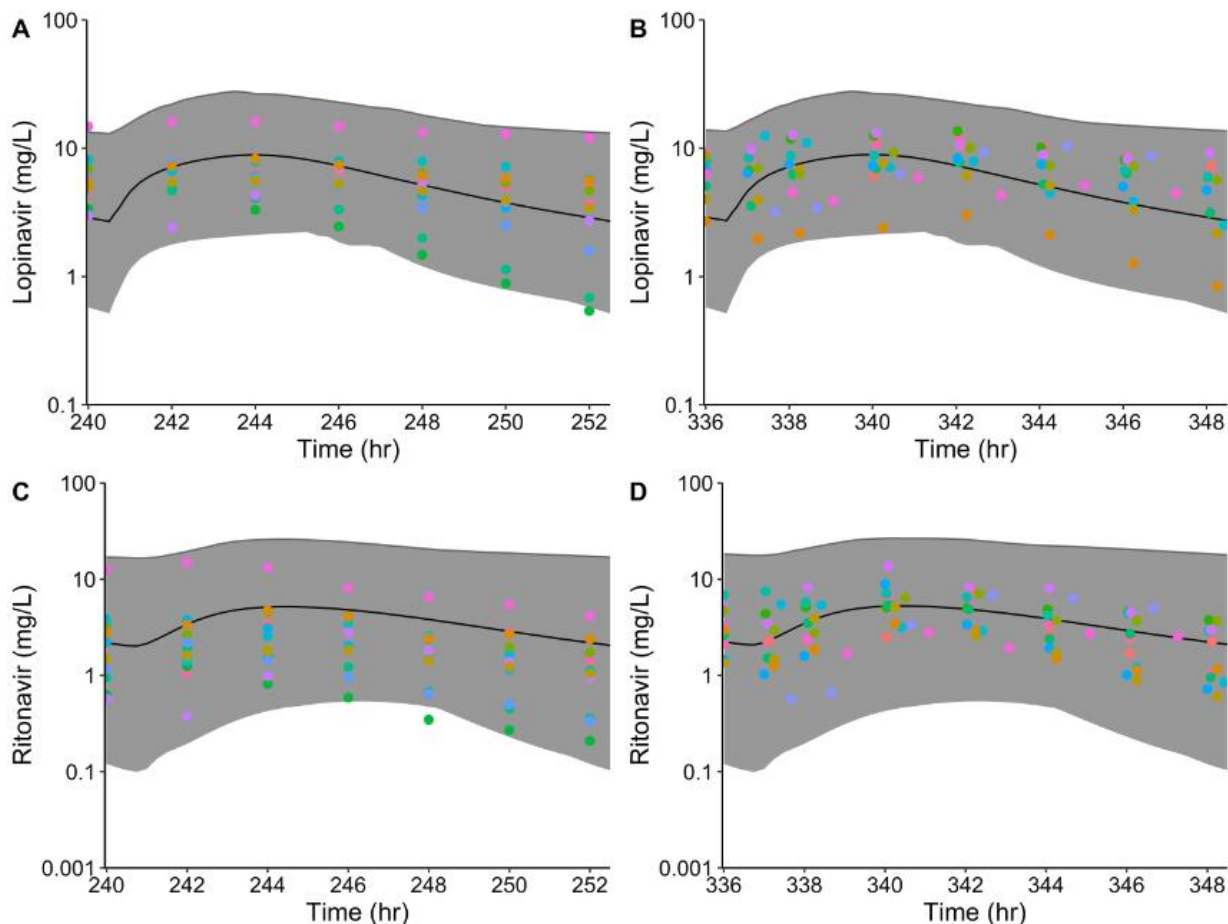 A
100
10
1
0.1
Lopinavir (mg/L)
240 242 244 246 248 250 252
Time (hr)
B
100
10
1
0.1
Lopinavir (mg/L)
336 338 340 342 344 346 348
Time (hr)
C
100
10
1
0.1
0.001
Ritonavir (mg/L)
240 242 244 246 248 250 252
Time (hr)
D
100
10
1
0.1
0.001
Ritonavir (mg/L)
336 338 340 342 344 346 348
Time (hr)